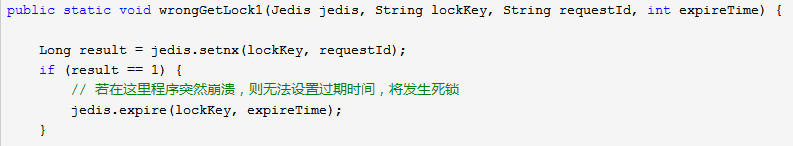 public static void wrongGetLock1(Jedis jedis, String lockKey, String requestId, int expireTime) {
Long result = jedis.setnx(lockKey, requestId);
if (result == 1) {
// 若在这里程序突然崩溃，则无法设置过期时间，将发生死锁
jedis.expire(lockKey, expireTime);
}